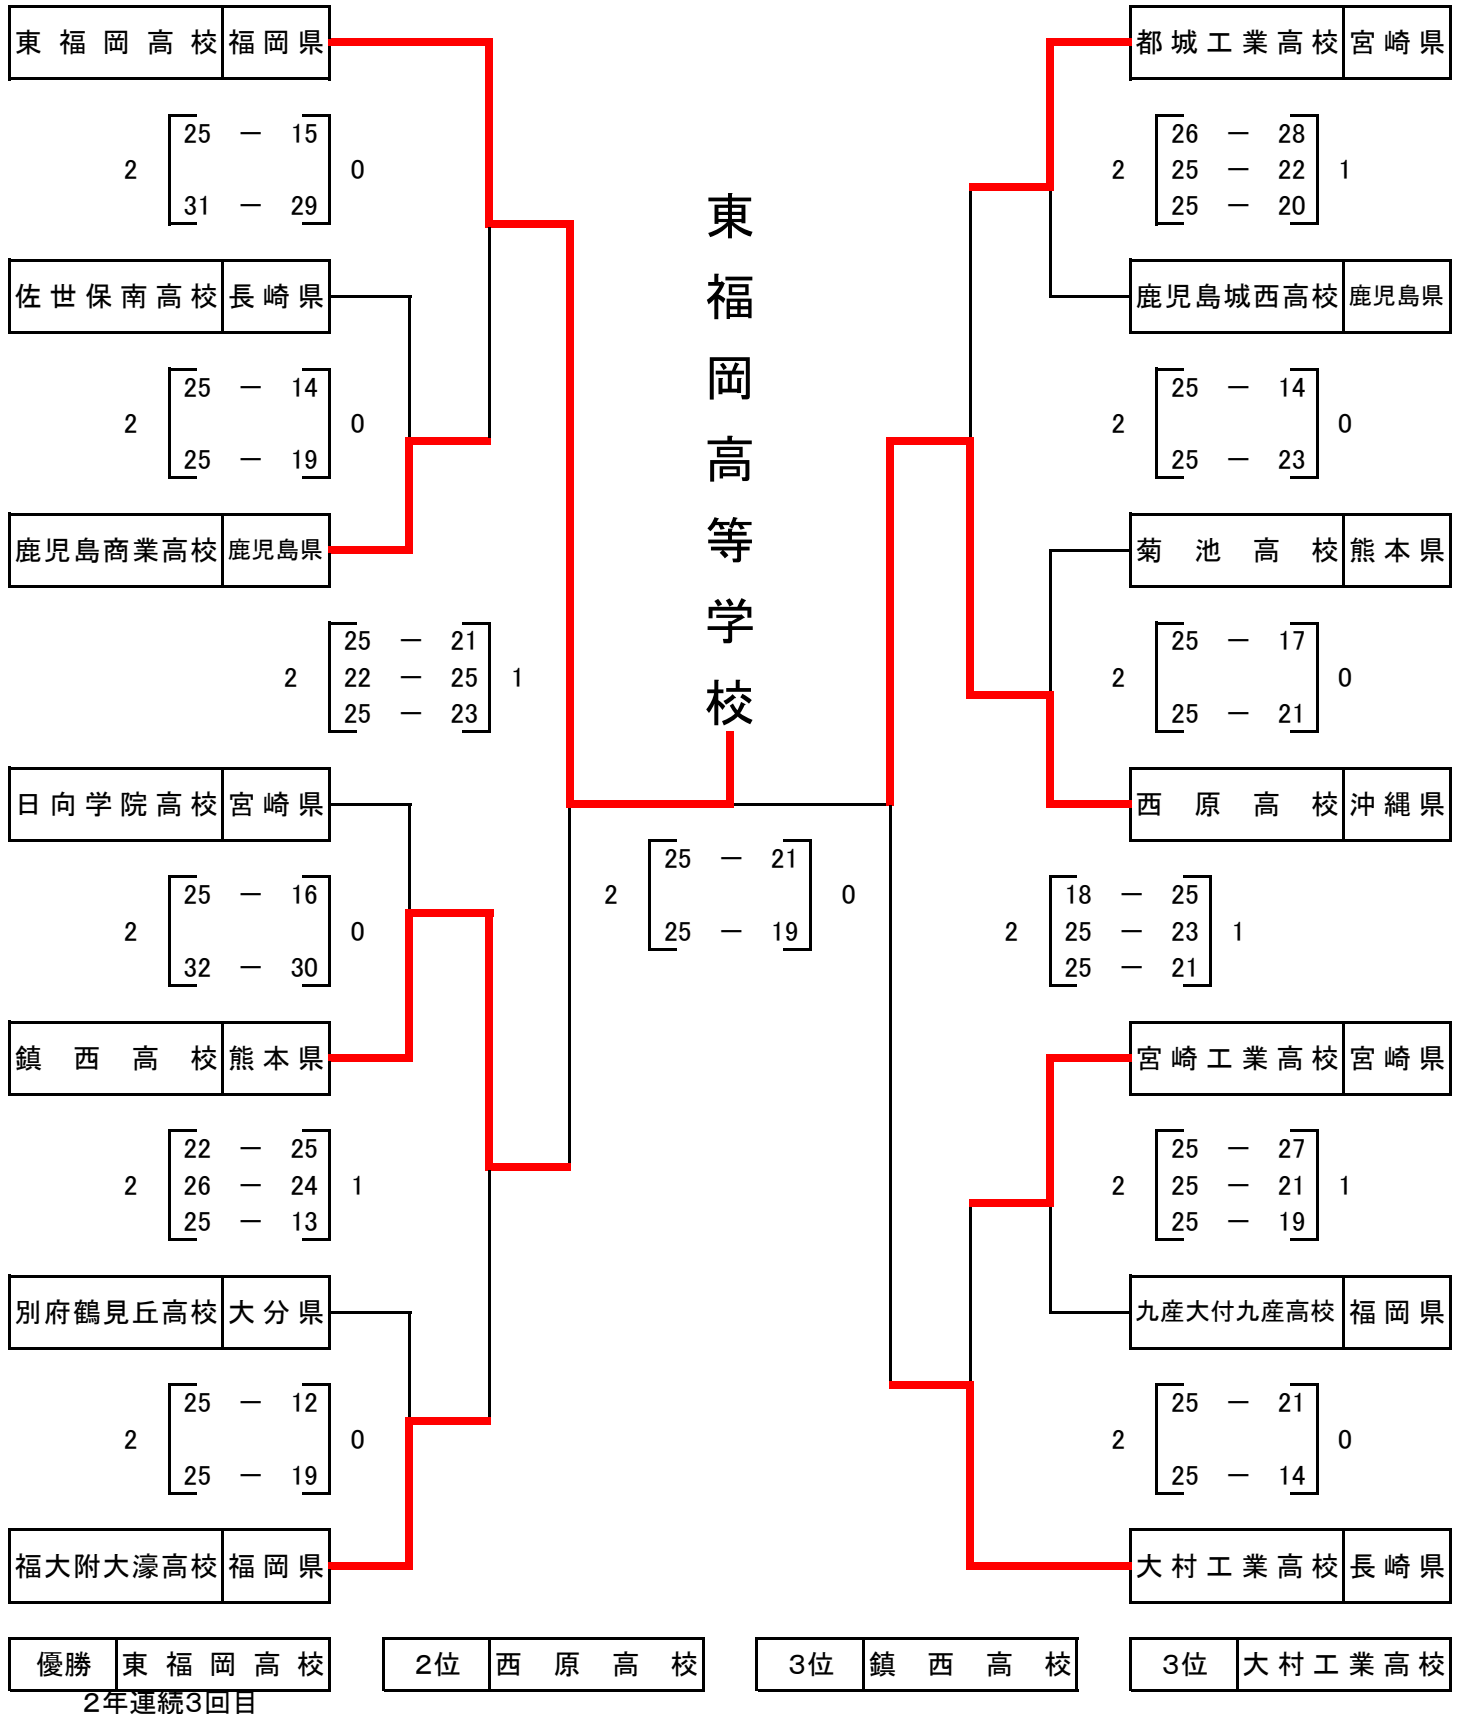 東福岡高校 福岡県
2 25 － 15 0
31 － 29
佐世保南高校 長崎県
2 25 － 14 0
25 － 19
鹿児島商業高校 鹿児島県
25 － 21
2 22 － 25 1
25 － 23
日向学院高校 宮崎県
2 25 － 16 0
32 － 30
鎮西高校 熊本県
22 － 25
2 26 － 24 1
25 － 13
別府鶴見丘高校 大分県
2 25 － 12 0
25 － 19
福大附大濠高校 福岡県
東福岡高等学校
2 25 － 21 0
25 － 19
都城工業高校 宮崎県
26 － 28
2 25 － 22 1
25 － 20
鹿児島城西高校 鹿児島県
2 25 － 14 0
25 － 23
菊池高校 熊本県
2 25 － 17 0
25 － 21
西原高校 沖縄県
18 － 25
2 25 － 23 1
25 － 21
宮崎工業高校 宮崎県
25 － 27
2 25 － 21 1
25 － 19
九産大付九産高校 福岡県
2 25 － 21 0
25 － 14
大村工業高校 長崎県
優勝 東福岡高校 2位 西原高校 3位 鎮西高校 3位 大村工業高校
2年連続3回目